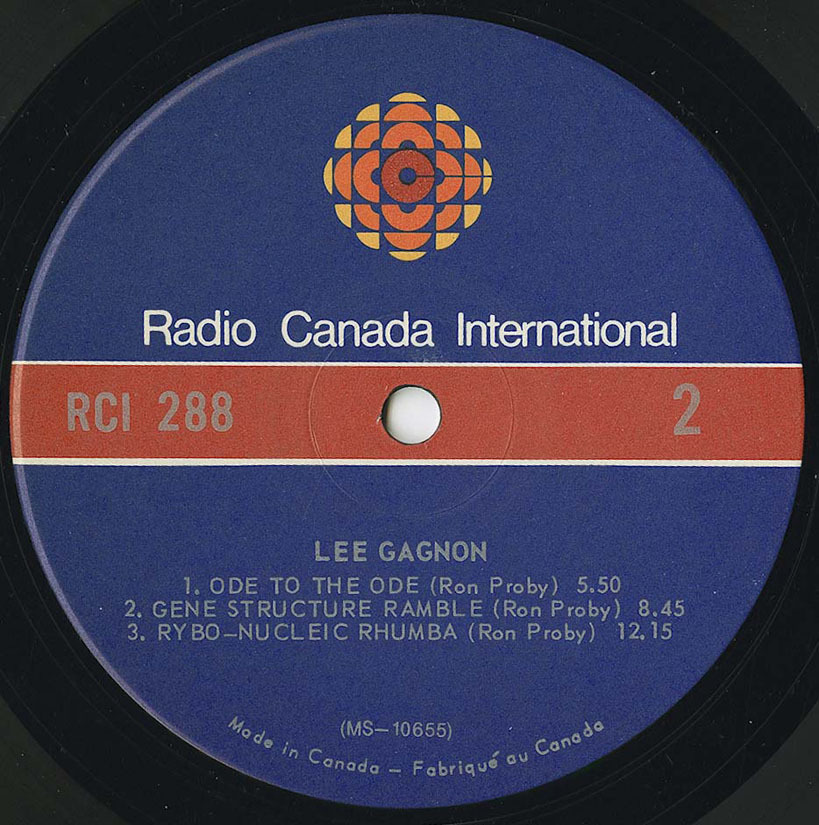 Radio Canada International
RCI 288 2
LEE GAGNON
1. ODE TO THE ODE (Ron Proby) 5.50
2. GENE STRUCTURE RAMBLE (Ron Proby) 8.45
3. RYBO-NUCLEIC RHUMBA (Ron Proby) 12.15
(MS-10655)
Made in Canada - Fabriqué au Canada